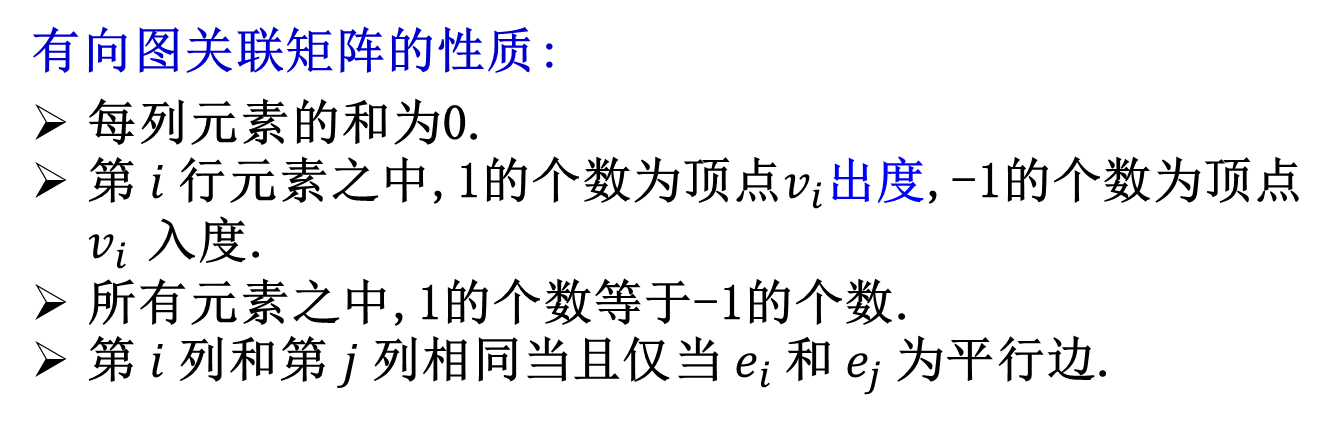 有向图关联矩阵的性质:
➢ 每列元素的和为0.
➢ 第 i 行元素之中, 1的个数为顶点vᵢ出度, −1的个数为顶点
vᵢ 入度.
➢ 所有元素之中, 1的个数等于−1的个数.
➢ 第 i 列和第 j 列相同当且仅当 eᵢ 和 eⱼ 为平行边.